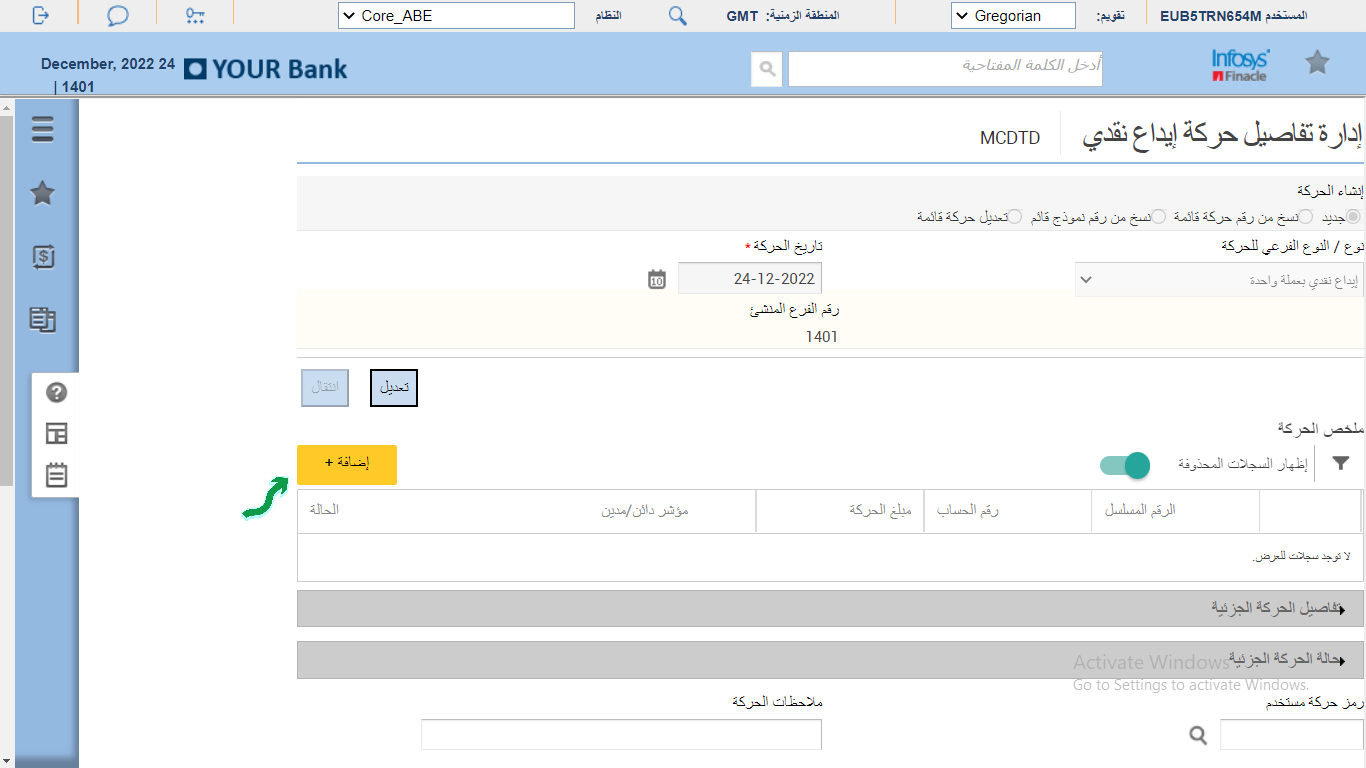 المستخدم EUB5TRN654M
تقويم: Gregorian
المنطقة الزمنية: GMT
النظام Core_ABE
Infosys Finacle
أدخل الكلمة المفتاحية
YOUR Bank
December, 2022 24
| 1401
إدارة تفاصيل حركة إيداع نقدي MCDTD
إنشاء الحركة
جديد نسخ من رقم حركة قائمة نسخ من رقم نموذج قائم تعديل حركة قائمة
نوع / النوع الفرعي للحركة تاريخ الحركة *
إيداع نقدي بعملة واحدة 24-12-2022 10
رقم الفرع المنشئ
1401
تعديل انتقال
ملخص الحركة
إظهار السجلات المحذوفة إضافة +
الرقم المسلسل رقم الحساب مبلغ الحركة مؤشر دائن/مدين الحالة
لا توجد سجلات للعرض.
تفاصيل الحركة الجزئية
حالة الحركة الجزئية
Activate Windows
Go to Settings to activate Windows.
رمز حركة مستخدم ملاحظات الحركة